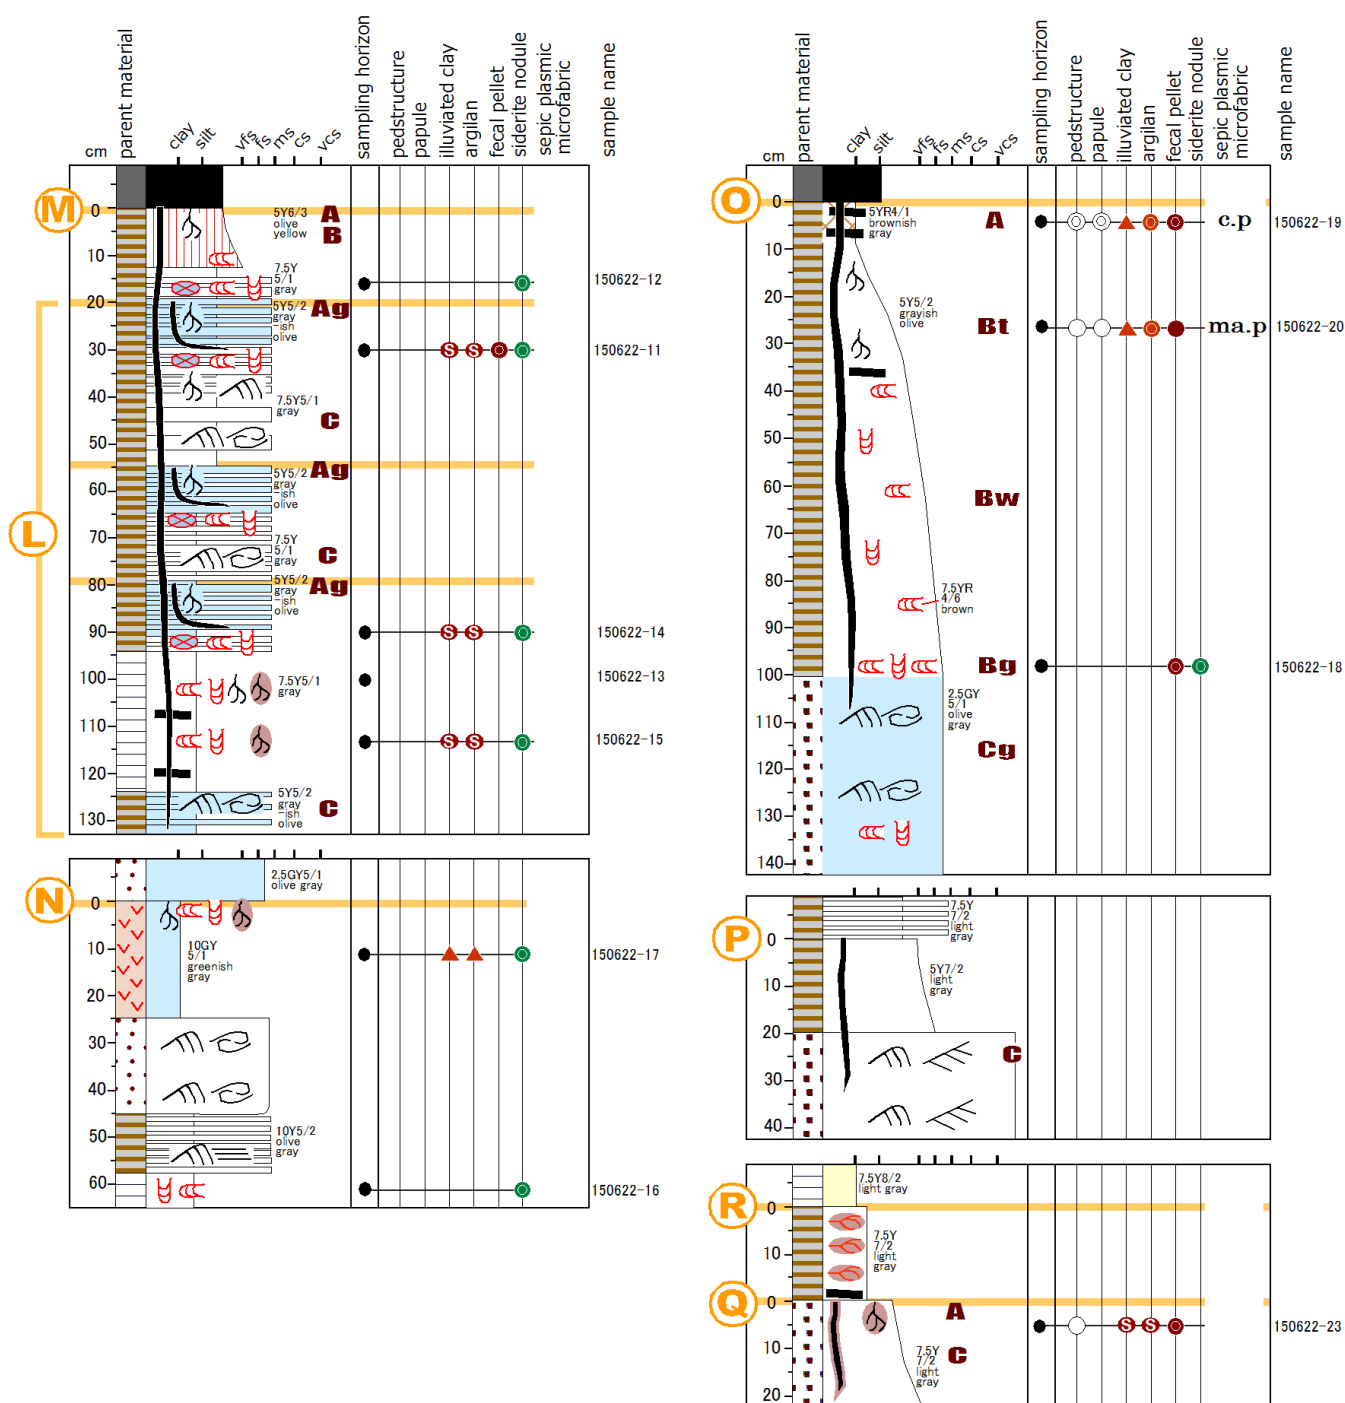 parent material
clay
silt
vfs
fs
ms
cs
vcs
sampling horizon
pedstructure
papule
illuviated clay
argilan
fecal pellet
siderite nodule
sepic plasmic
microfabric
sample name
cm
M
0
10
20
30
40
50
60
70
80
90
100
110
120
130
L
5Y6/3
olive
yellow
A
B
7.5Y
5/1
gray
150622-12
5Y5/2
gray
-ish
olive
Ag
S
S
150622-11
7.5Y5/1
gray
C
5Y5/2
gray
-ish
olive
Ag
7.5Y
5/1
gray
C
5Y5/2
gray
-ish
olive
Ag
S
S
150622-14
7.5Y5/1
gray
150622-13
S
S
150622-15
5Y5/2
gray
-ish
olive
C
N
0
10
20
30
40
50
60
2.5GY5/1
olive gray
10GY
5/1
greenish
gray
150622-17
10Y5/2
olive
gray
150622-16
parent material
clay
silt
vfs
fs
ms
cs
vcs
sampling horizon
pedstructure
papule
illuviated clay
argilan
fecal pellet
siderite nodule
sepic plasmic
microfabric
sample name
cm
O
0
10
20
30
40
50
60
70
80
90
100
110
120
130
140
5YR4/1
brownish
gray
A
c.p
150622-19
5Y5/2
grayish
olive
Bt
ma.p
150622-20
Bw
7.5YR
4/6
brown
Bg
150622-18
2.5GY
5/1
olive
gray
Cg
P
0
10
20
30
40
7.5Y
7/2
light
gray
5Y7/2
light
gray
C
R
0
10
7.5Y8/2
light gray
7.5Y
7/2
light
gray
Q
0
10
20
A
S
S
150622-23
7.5Y
7/2
light
gray
C